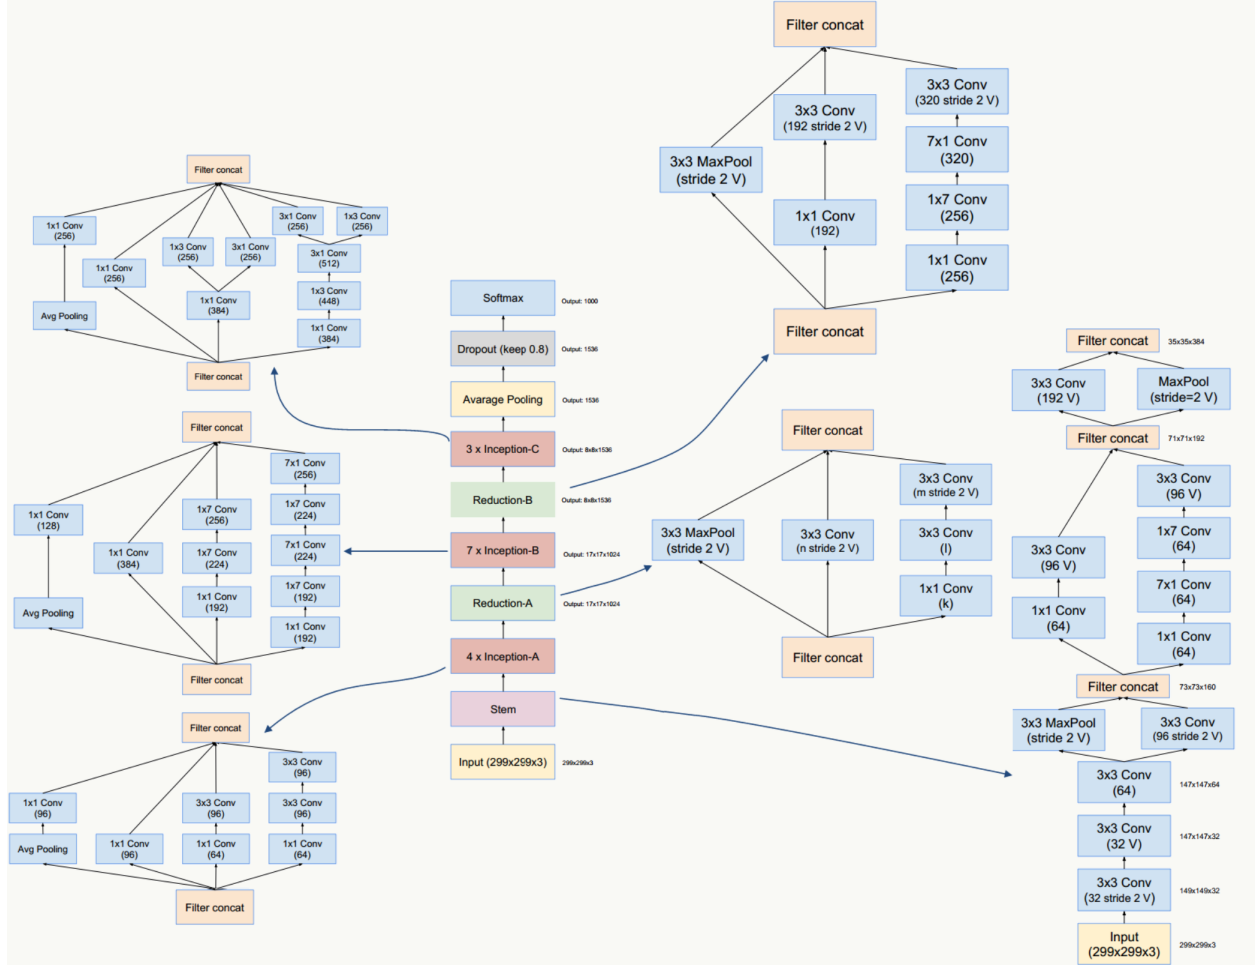 Filter concat
1x1 Conv
(256)
1x1 Conv
(256)
1x3 Conv
(256)
3x1 Conv
(256)
3x1 Conv
(256)
1x3 Conv
(256)
3x1 Conv
(512)
1x3 Conv
(448)
1x1 Conv
(384)
1x1 Conv
(384)
Avg Pooling
Filter concat
Filter concat
1x1 Conv
(128)
1x1 Conv
(384)
1x7 Conv
(256)
1x7 Conv
(224)
1x1 Conv
(192)
7x1 Conv
(256)
1x7 Conv
(224)
7x1 Conv
(224)
1x7 Conv
(192)
1x1 Conv
(192)
Avg Pooling
Filter concat
Filter concat
1x1 Conv
(96)
Avg Pooling
1x1 Conv
(96)
3x3 Conv
(96)
1x1 Conv
(64)
3x3 Conv
(96)
3x3 Conv
(96)
1x1 Conv
(64)
Filter concat
Softmax
Output: 1000
Dropout (keep 0.8)
Output: 1536
Avarage Pooling
Output: 1536
3 x Inception-C
Output: 8x8x1536
Reduction-B
Output: 8x8x1536
7 x Inception-B
Output: 17x17x1024
Reduction-A
Output: 17x17x1024
4 x Inception-A
Stem
Input (299x299x3)
299x299x3
Filter concat
3x3 MaxPool
(stride 2 V)
3x3 Conv
(192 stride 2 V)
1x1 Conv
(192)
3x3 Conv
(320 stride 2 V)
7x1 Conv
(320)
1x7 Conv
(256)
1x1 Conv
(256)
Filter concat
Filter concat
3x3 MaxPool
(stride 2 V)
3x3 Conv
(n stride 2 V)
3x3 Conv
(m stride 2 V)
3x3 Conv
(l)
1x1 Conv
(k)
Filter concat
Filter concat
35x35x384
3x3 Conv
(192 V)
MaxPool
(stride=2 V)
Filter concat
71x71x192
3x3 Conv
(96 V)
1x1 Conv
(64)
3x3 Conv
(96 V)
1x7 Conv
(64)
7x1 Conv
(64)
1x1 Conv
(64)
Filter concat
73x73x160
3x3 MaxPool
(stride 2 V)
3x3 Conv
(96 stride 2 V)
3x3 Conv
(64)
147x147x64
3x3 Conv
(32 V)
147x147x32
3x3 Conv
(32 stride 2 V)
149x149x32
Input
(299x299x3)
299x299x3